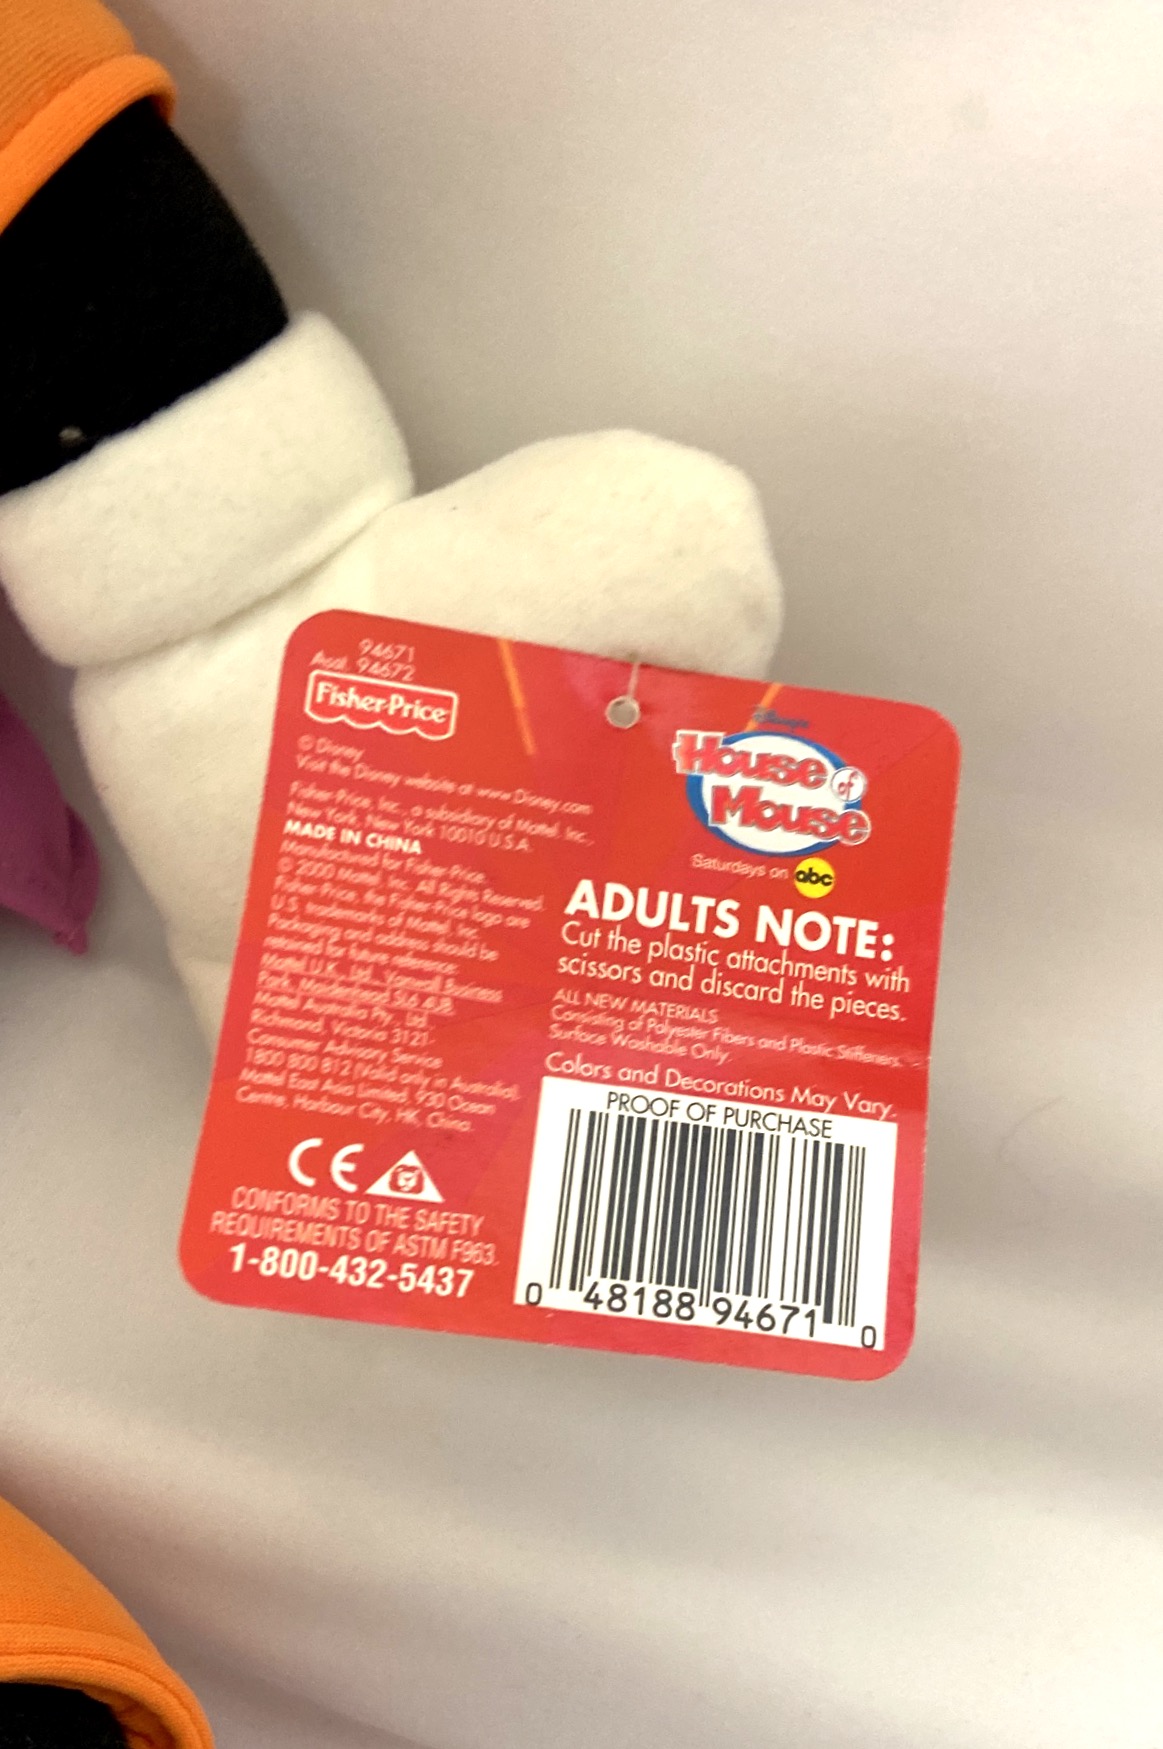 94671
Asst. 94672
Fisher-Price
© Disney
Visit the Disney website at www.Disney.com
Fisher-Price, Inc., a subsidiary of Mattel, Inc.,
New York, New York 10010 U.S.A.
MADE IN CHINA
Manufactured for Fisher-Price.
© 2000 Mattel, Inc. All Rights Reserved.
Fisher-Price, the Fisher-Price logo are
U.S. trademarks of Mattel, Inc.
Packaging and address should be
retained for future reference:
Mattel U.K., Ltd., Vanwall Business
Park, Maidenhead SL6 4UB.
Mattel Australia Pty., Ltd.
Richmond, Victoria 3121.
Consumer Advisory Service
1800 800 812 (Valid only in Australia).
Mattel East Asia Limited, 930 Ocean
Centre, Harbour City, HK, China.
CE
CONFORMS TO THE SAFETY
REQUIREMENTS OF ASTM F963.
1-800-432-5437
Disney's
House of
Mouse
Saturdays on abc
ADULTS NOTE:
Cut the plastic attachments with
scissors and discard the pieces.
ALL NEW MATERIALS
Consisting of Polyester Fibers and Plastic Stiffeners.
Surface Washable Only.
Colors and Decorations May Vary.
PROOF OF PURCHASE
0 48188 94671 0